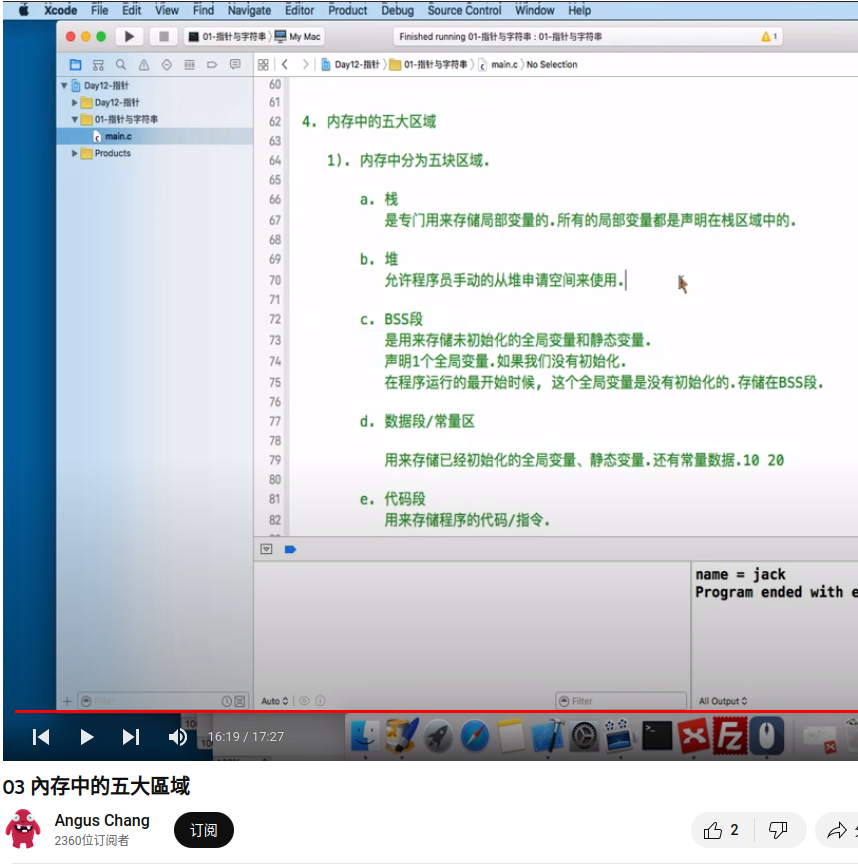 Xcode File Edit View Find Navigate Editor Product Debug Source Control Window Help
01-指针与字符串 〉 My Mac
Finished running 01-指针与字符串 : 01-指针与字符串
1
Day12-指针 〉 01-指针与字符串 〉 main.c 〉 No Selection
Day12-指针
Day12-指针
01-指针与字符串
main.c
Products
60
61
62 4. 内存中的五大区域
63
64 1). 内存中分为五块区域.
65
66 a. 栈
67 是专门用来存储局部变量的.所有的局部变量都是声明在栈区域中的.
68
69 b. 堆
70 允许程序员手动的从堆申请空间来使用.
71
72 c. BSS段
73 是用来存储未初始化的全局变量和静态变量.
74 声明1个全局变量.如果我们没有初始化.
75 在程序运行的最开始时候, 这个全局变量是没有初始化的.存储在BSS段.
76
77 d. 数据段/常量区
78
79 用来存储已经初始化的全局变量、静态变量.还有常量数据.10 20
80
81 e. 代码段
82 用来存储程序的代码/指令.
name = jack
Program ended with e
Filter
Auto
Filter
All Output
16:19 / 17:27
03 內存中的五大區域
Angus Chang
2360位订阅者
订阅
2